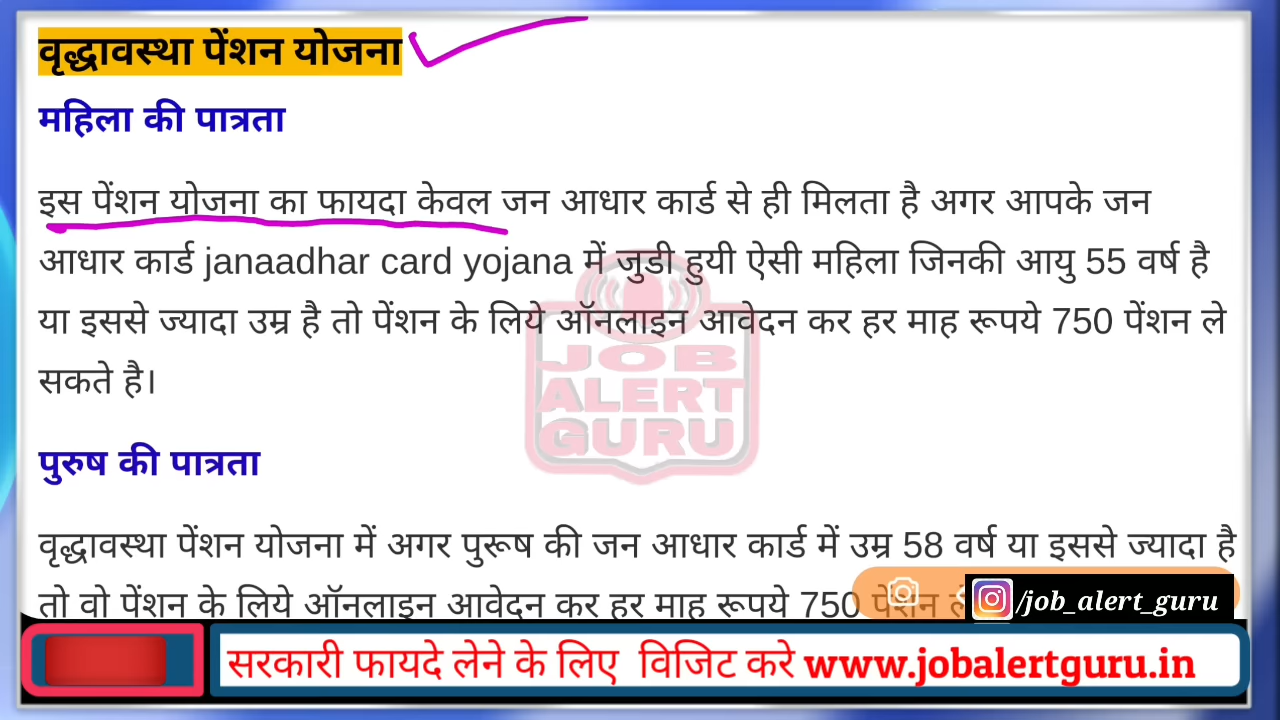 वृद्धावस्था पेंशन योजना
महिला की पात्रता
इस पेंशन योजना का फायदा केवल जन आधार कार्ड से ही मिलता है अगर आपके जन
आधार कार्ड janaadhar card yojana में जुडी हुयी ऐसी महिला जिनकी आयु 55 वर्ष है
या इससे ज्यादा उम्र है तो पेंशन के लिये ऑनलाइन आवेदन कर हर माह रूपये 750 पेंशन ले
सकते है।
JOB
ALERT
GURU
पुरुष की पात्रता
वृद्धावस्था पेंशन योजना में अगर पुरूष की जन आधार कार्ड में उम्र 58 वर्ष या इससे ज्यादा है
तो वो पेंशन के लिये ऑनलाइन आवेदन कर हर माह रूपये 750 पेंशन
/job_alert_guru
सरकारी फायदे लेने के लिए विजिट करे www.jobalertguru.in